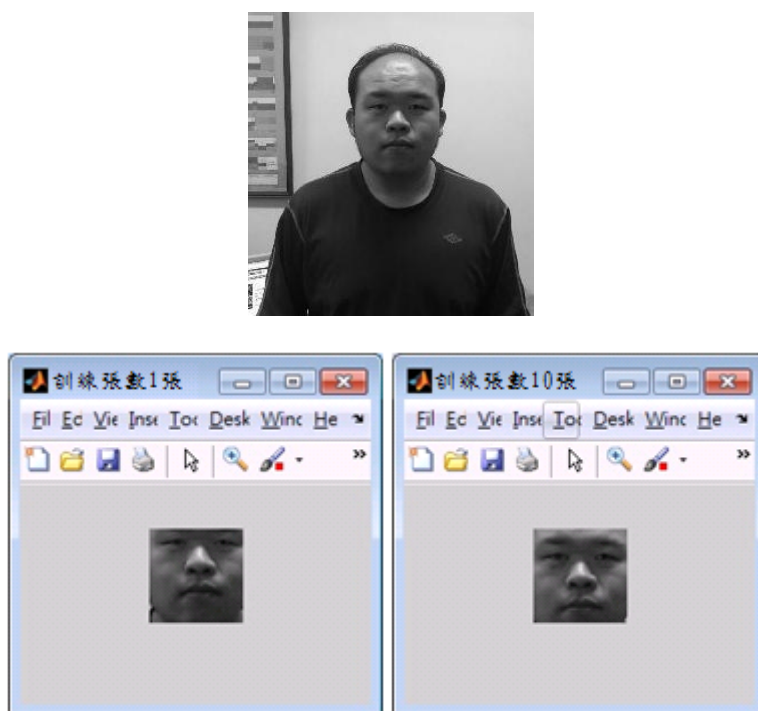 訓練張數1張
Fil Ec Vie Inse Toc Desk Winc He
訓練張數10張
Fil Ec Vie Inse Toc Desk Winc He